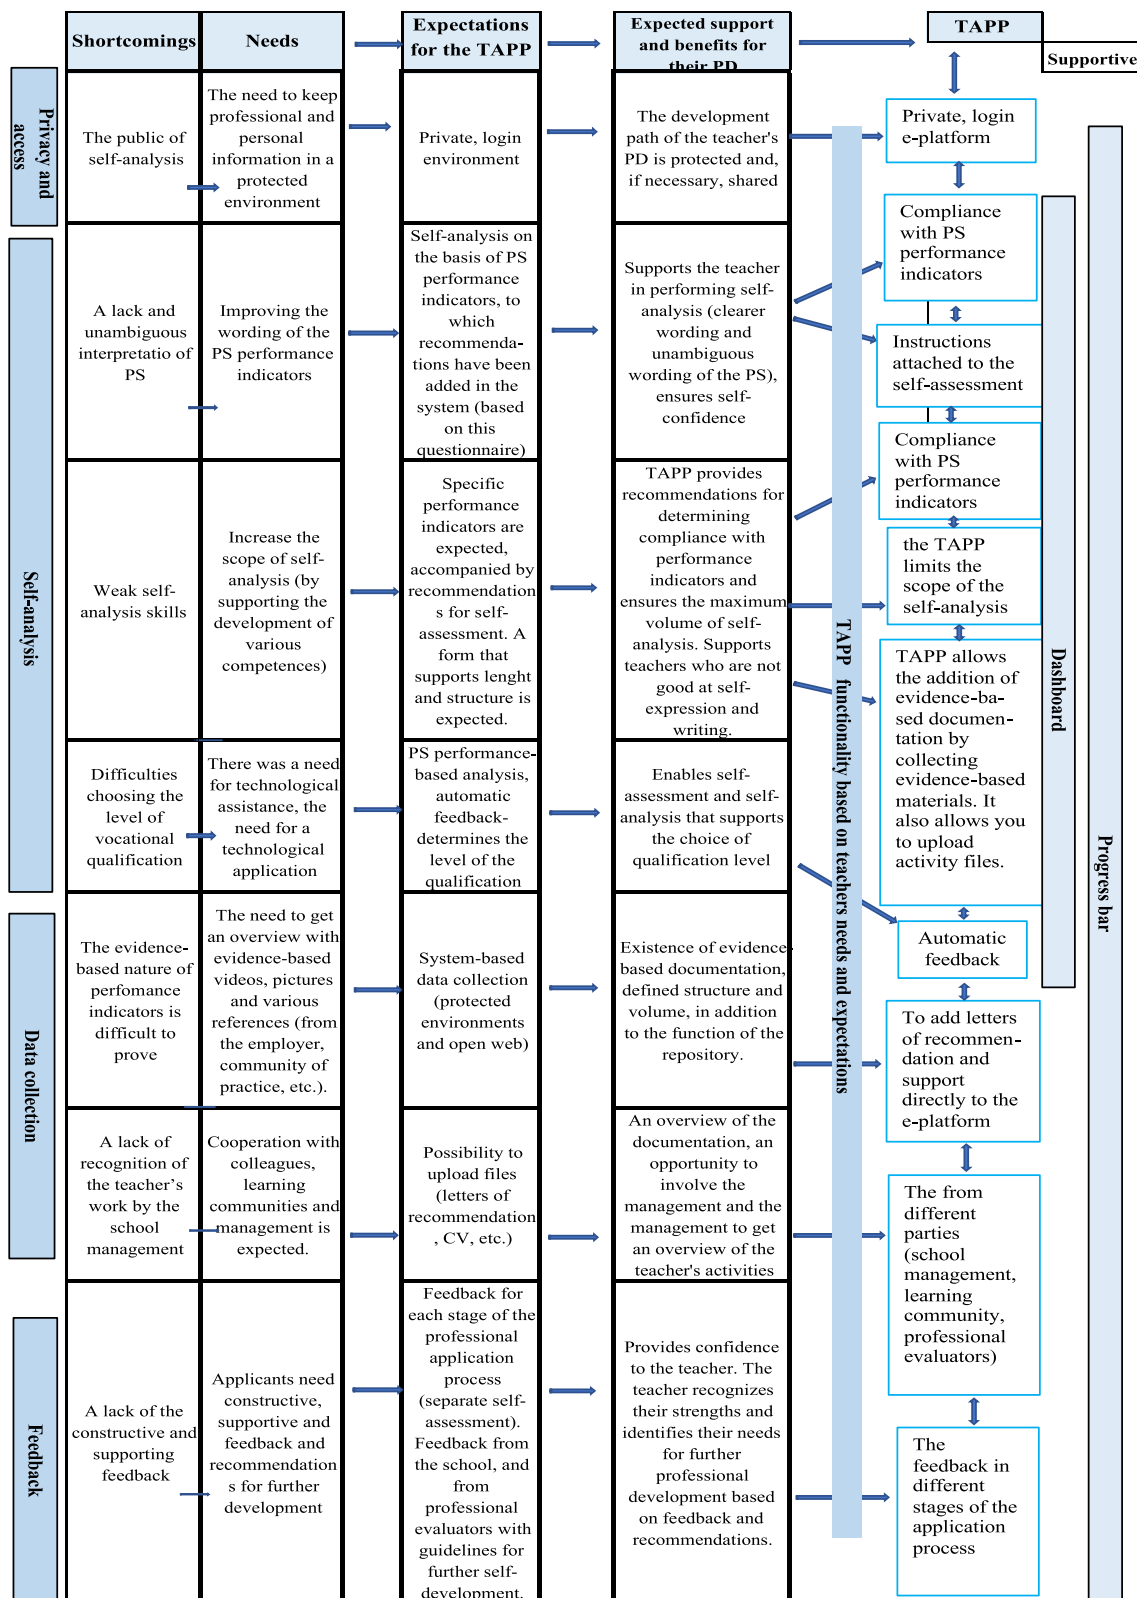 Shortcomings
Needs
Expectations
for the TAPP
Expected support
and benefits for
their PD
TAPP
Supportive
Privacy and
access
The public of
self-analysis
The need to keep
professional and
personal
information in a
protected
environment
Private, login
environment
The development
path of the teacher's
PD is protected and,
if necessary, shared
Private, login
e-platform
Self-analysis
A lack and
unambiguous
interpretatio of
PS
Improving the
wording of the
PS performance
indicators
Self-analysis on
the basis of PS
performance
indicators, to
which
recommenda-
tions have been
added in the
system (based
on this
questionnaire)
Supports the teacher
in performing self-
analysis (clearer
wording and
unambiguous
wording of the PS),
ensures self-
confidence
Compliance
with PS
performance
indicators
Instructions
attached to the
self-assessment
Weak self-
analysis skills
Increase the
scope of self-
analysis (by
supporting the
development of
various
competences)
Specific
performance
indicators are
expected,
accompanied by
recommendation
s for self-
assessment. A
form that
supports lenght
and structure is
expected.
TAPP provides
recommendations for
determining
compliance with
performance
indicators and
ensures the maximum
volume of self-
analysis. Supports
teachers who are not
good at self-
expression and
writing.
Compliance
with PS
performance
indicators
the TAPP
limits the
scope of the
self-analysis
TAPP allows
the addition of
evidence-ba-
sed documen-
tation by
collecting
evidence-based
materials. It
also allows you
to upload
activity files.
Difficulties
choosing the
level of
vocational
qualification
There was a need
for technological
assistance, the
need for a
technological
application
PS performance-
based analysis,
automatic
feedback-
determines the
level of the
qualification
Enables self-
assessment and self-
analysis that supports
the choice of
qualification level
Automatic
feedback
Data collection
The evidence-
based nature of
perfomance
indicators is
difficult to
prove
The need to get
an overview with
evidence-based
videos, pictures
and various
references (from
the employer,
community of
practice, etc.).
System-based
data collection
(protected
environments
and open web)
Existence of evidence-
based documentation,
defined structure and
volume, in addition
to the function of the
repository.
To add letters
of recommen-
dation and
support
directly to the
e-platform
A lack of
recognition of
the teacher’s
work by the
school
management
Cooperation with
colleagues,
learning
communities and
management is
expected.
Possibility to
upload files
(letters of
recommendation
, CV, etc.)
An overview of the
documentation, an
opportunity to
involve the
management and the
management to get
an overview of the
teacher's activities
The from
different
parties
(school
management,
learning
community,
professional
evaluators)
Feedback
A lack of the
constructive and
supporting
feedback
Applicants need
constructive,
supportive and
feedback and
recommendation
s for further
development
Feedback for
each stage of the
professional
application
process
(separate self-
assessment).
Feedback from
the school, and
from
professional
evaluators with
guidelines for
further self-
development.
Provides confidence
to the teacher. The
teacher recognizes
their strengths and
identifies their needs
for further
professional
development based
on feedback and
recommendations.
The
feedback in
different
stages of the
application
process
TAPP functionality based on teachers needs and expectations
Dashboard
Progress bar